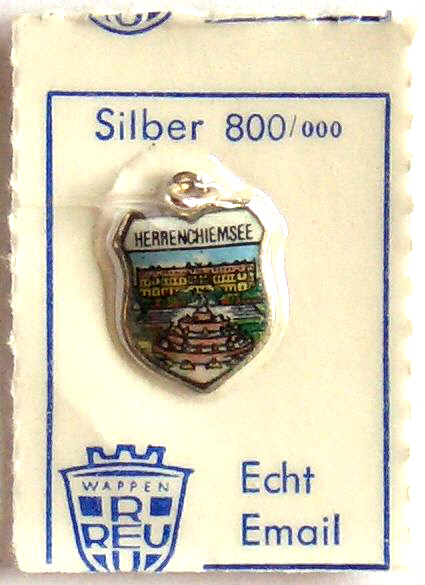 Silber 800/000
HERRENCHIEMSEE
WAPPEN
R
REU
U
Echt
Email